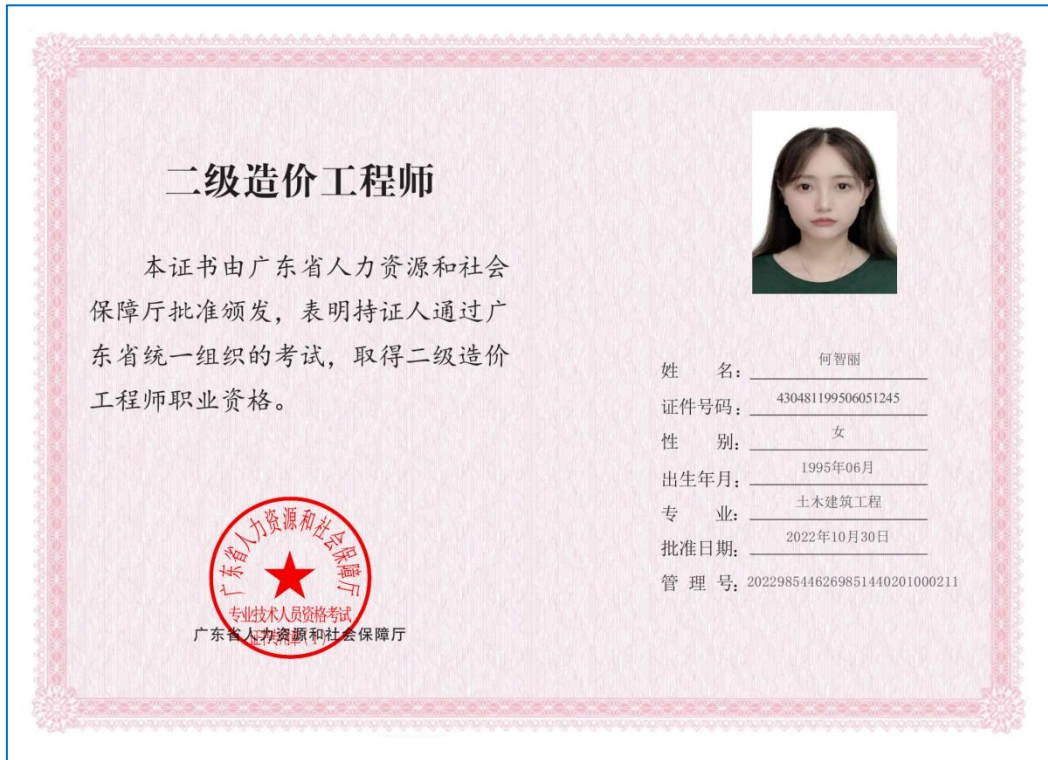 二级造价工程师
本证书由广东省人力资源和社会
保障厅批准颁发，表明持证人通过广
东省统一组织的考试，取得二级造价
工程师职业资格。
广东省人力资源和社会保障厅
专业技术人员资格考试
广东省人力资源和社会保障厅
姓 名：何智丽
证件号码：430481199506051245
性 别：女
出生年月：1995年06月
专 业：土木建筑工程
批准日期：2022年10月30日
管 理 号：20229854462698514402010002​11